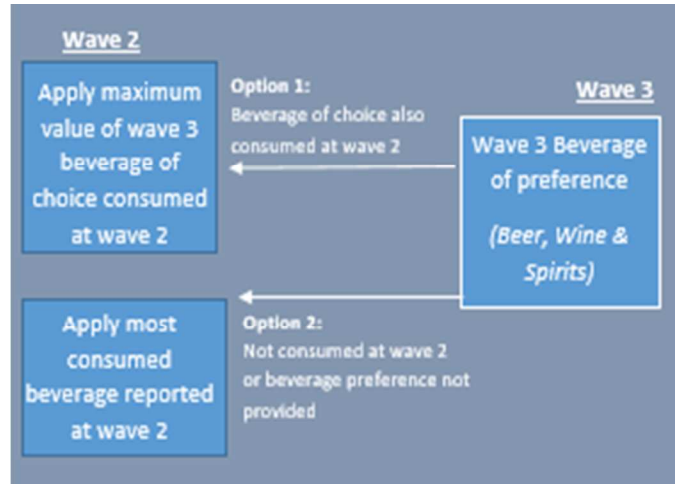 Wave 2
Apply maximum
value of wave 3
beverage of
choice consumed
at wave 2
Option 1:
Beverage of choice also
consumed at wave 2
Wave 3
Wave 3 Beverage
of preference
(Beer, Wine &
Spirits)
Apply most
consumed
beverage reported
at wave 2
Option 2:
Not consumed at wave 2
or beverage preference not
provided